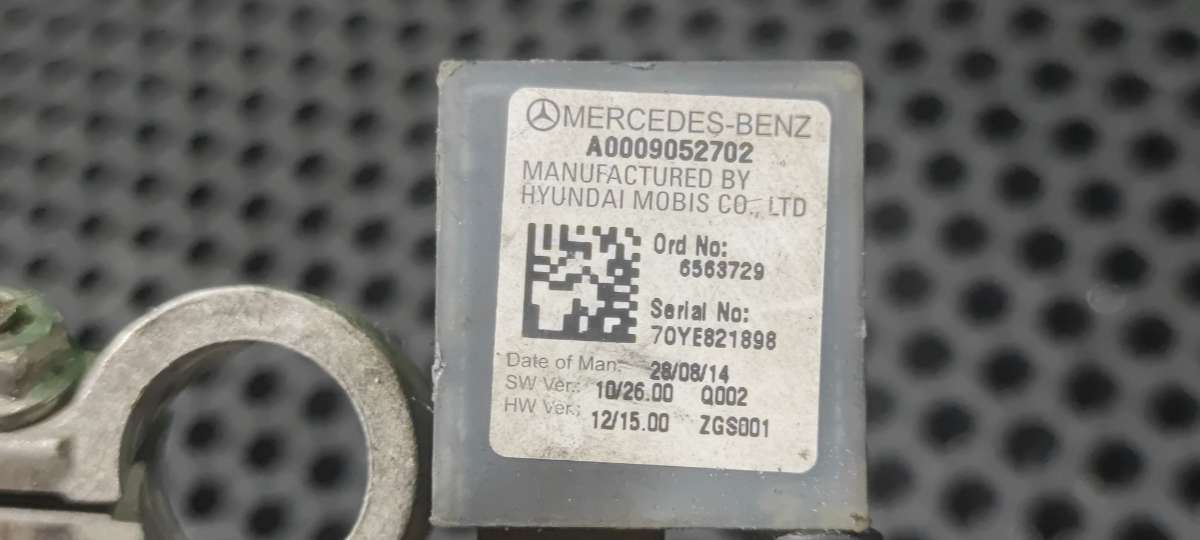 MERCEDES-BENZ
A0009052702
MANUFACTURED BY
HYUNDAI MOBIS CO., LTD
Ord No:
6563729
Serial No:
70YE821898
Date of Man.: 28/08/14
SW Ver.: 10/26.00 Q002
HW Ver.: 12/15.00 ZGS001